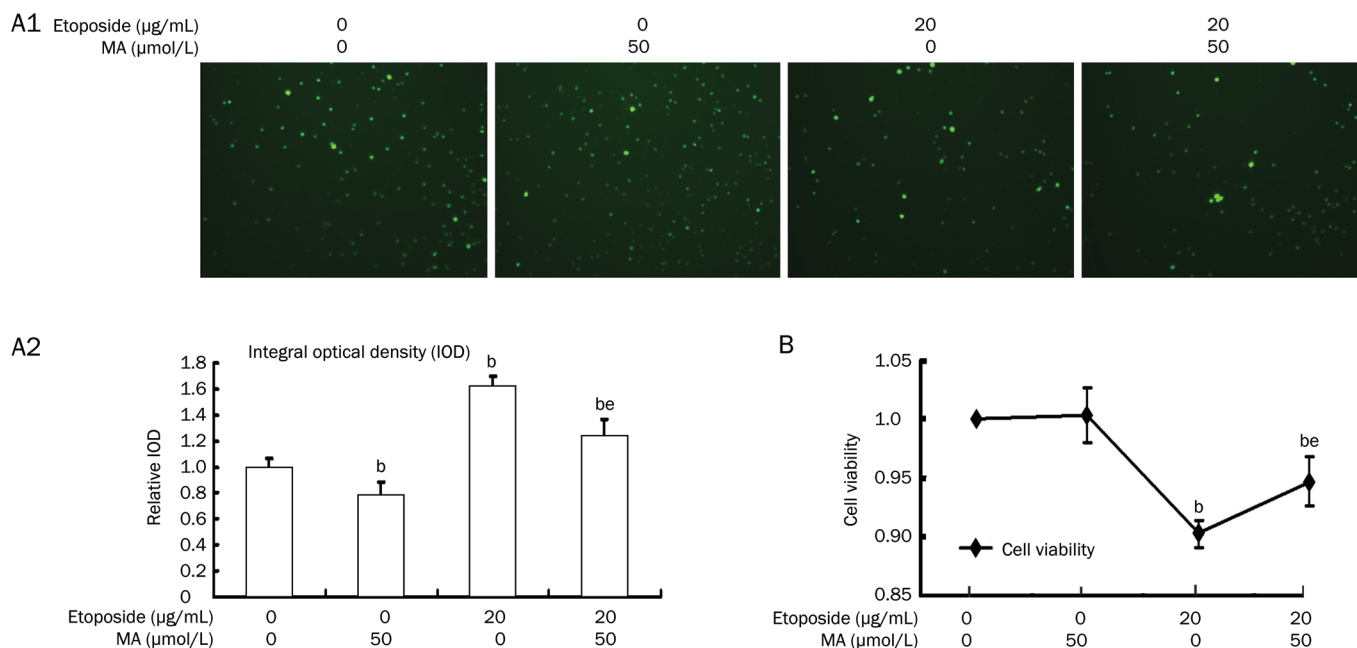 A1
Etoposide (μg/mL) 0 0 20 20
MA (μmol/L) 0 50 0 50
A2
Integral optical density (IOD)
Relative IOD
1.8
1.6
1.4
1.2
1.0
0.8
0.6
0.4
0.2
0
b
b
be
Etoposide (μg/mL) 0 0 20 20
MA (μmol/L) 0 50 0 50
B
Cell viability
1.05
1.0
0.95
0.90
0.85
b
be
Cell viability
Etoposide (μg/mL) 0 0 20 20
MA (μmol/L) 0 50 0 50